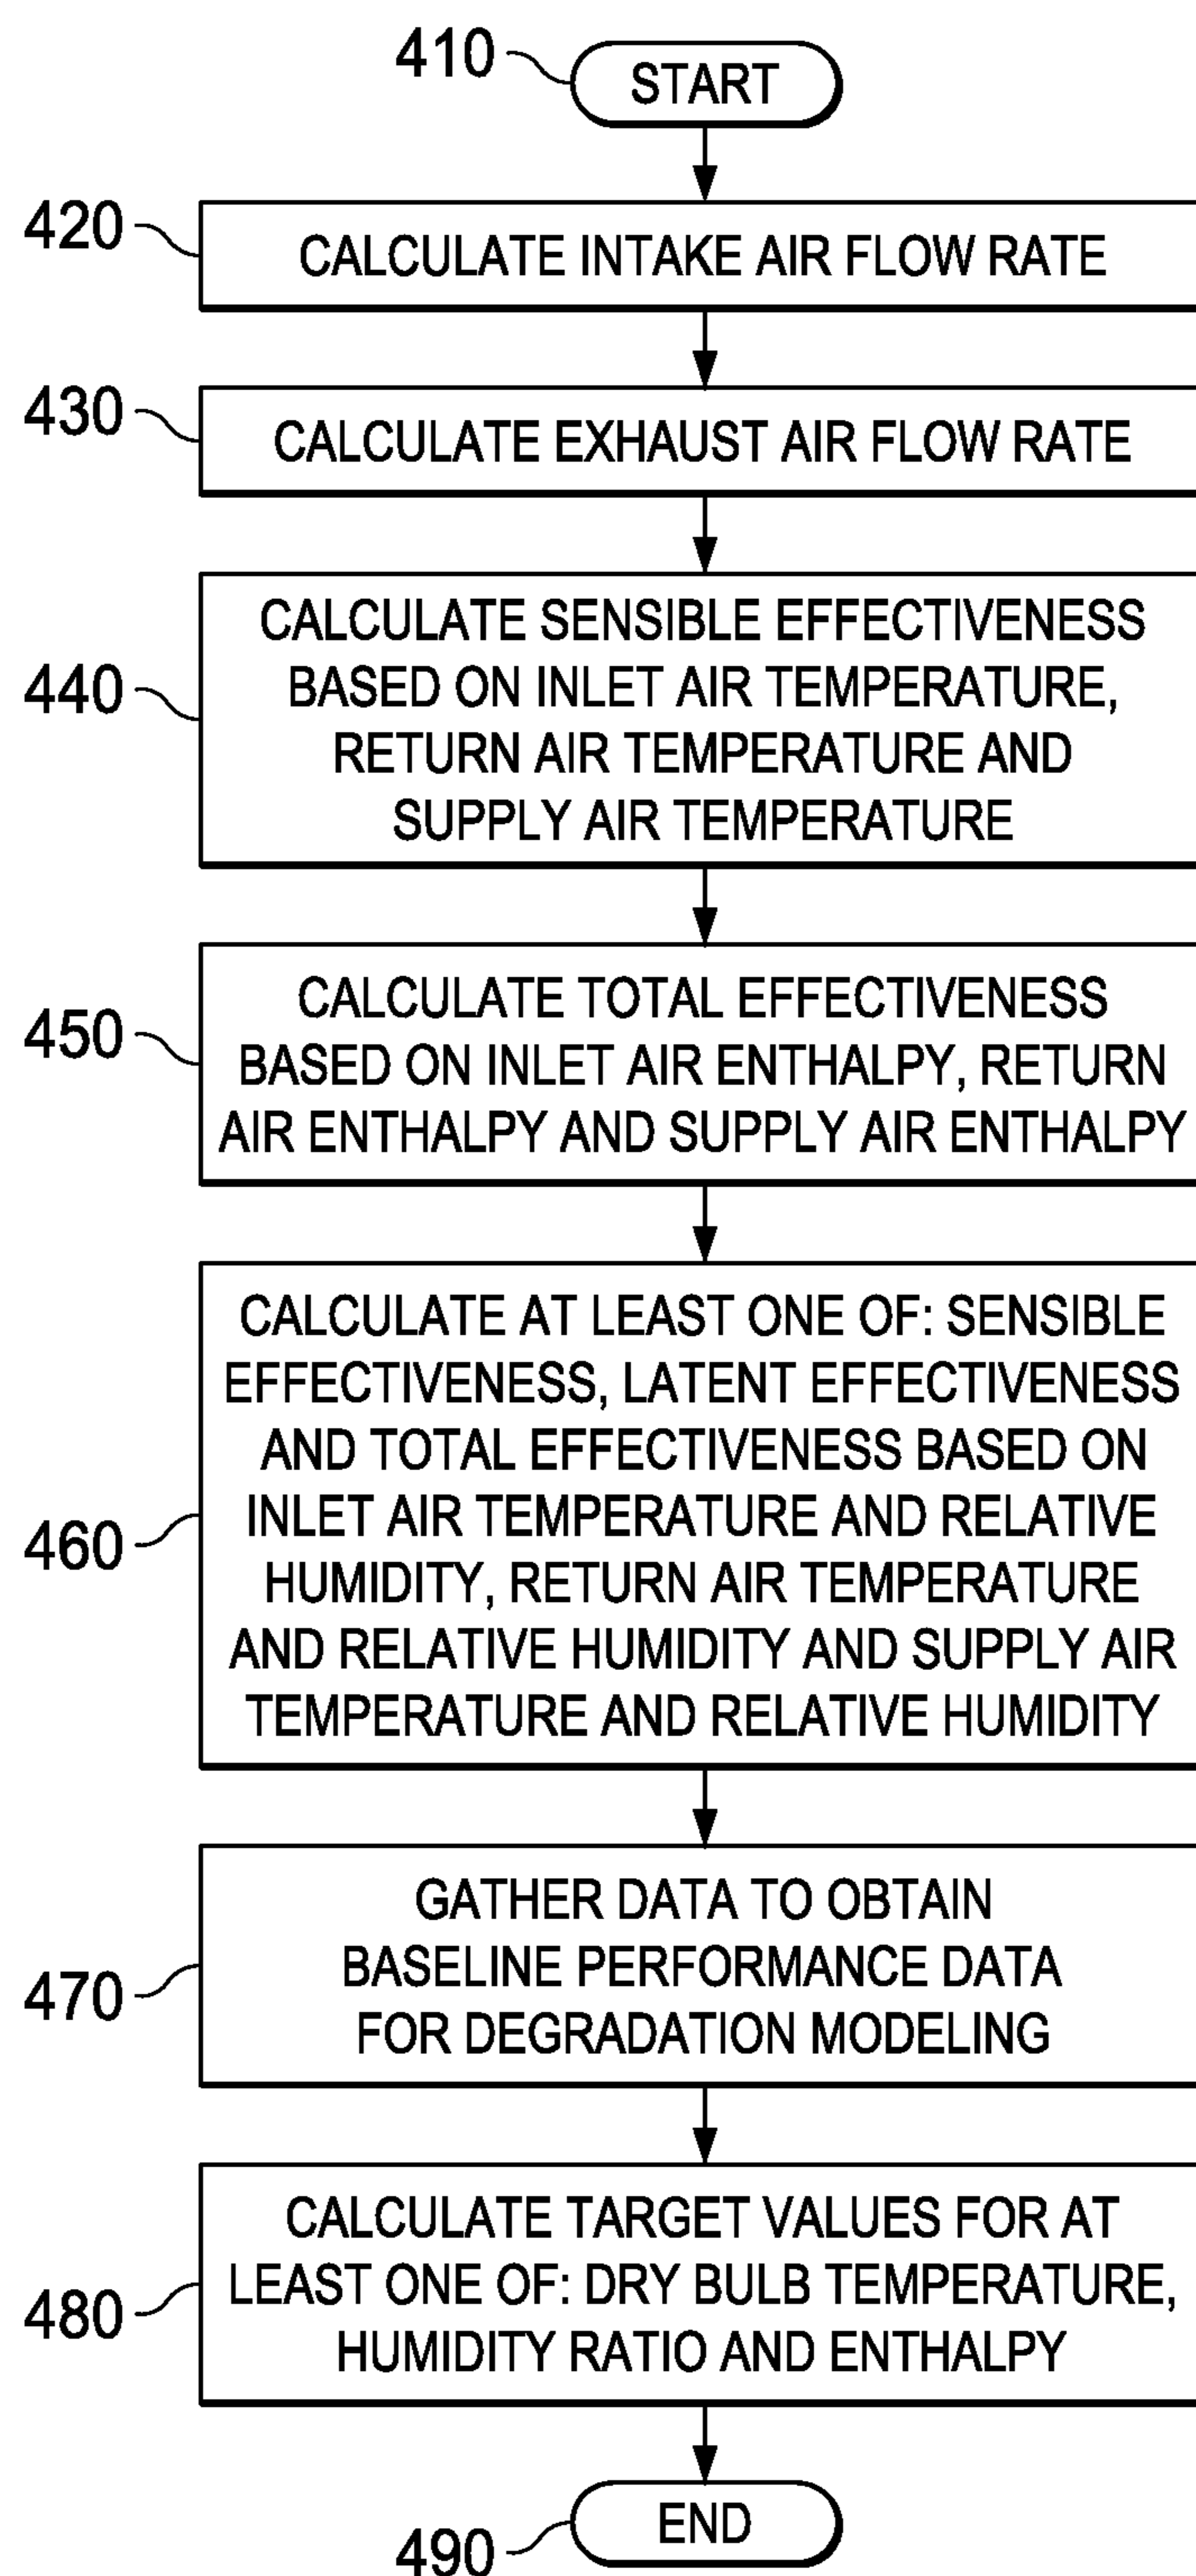 410
START
420
CALCULATE INTAKE AIR FLOW RATE
430
CALCULATE EXHAUST AIR FLOW RATE
440
CALCULATE SENSIBLE EFFECTIVENESS
BASED ON INLET AIR TEMPERATURE,
RETURN AIR TEMPERATURE AND
SUPPLY AIR TEMPERATURE
450
CALCULATE TOTAL EFFECTIVENESS
BASED ON INLET AIR ENTHALPY, RETURN
AIR ENTHALPY AND SUPPLY AIR ENTHALPY
460
CALCULATE AT LEAST ONE OF: SENSIBLE
EFFECTIVENESS, LATENT EFFECTIVENESS
AND TOTAL EFFECTIVENESS BASED ON
INLET AIR TEMPERATURE AND RELATIVE
HUMIDITY, RETURN AIR TEMPERATURE
AND RELATIVE HUMIDITY AND SUPPLY AIR
TEMPERATURE AND RELATIVE HUMIDITY
470
GATHER DATA TO OBTAIN
BASELINE PERFORMANCE DATA
FOR DEGRADATION MODELING
480
CALCULATE TARGET VALUES FOR AT
LEAST ONE OF: DRY BULB TEMPERATURE,
HUMIDITY RATIO AND ENTHALPY
490
END